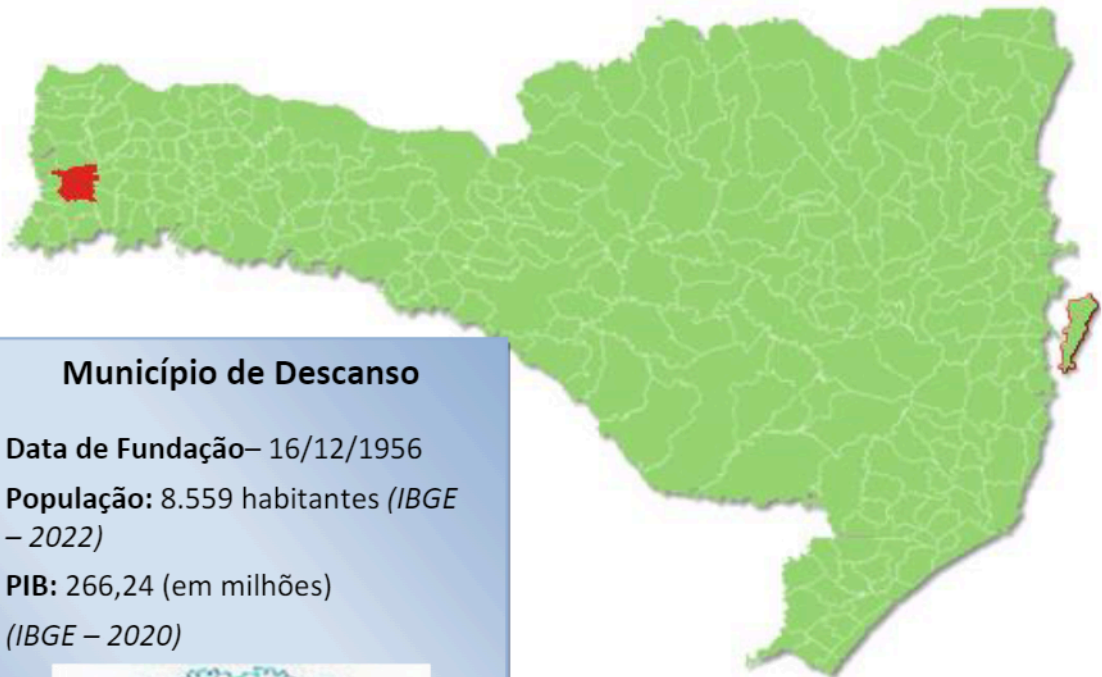 Município de Descanso
Data de Fundação– 16/12/1956
População: 8.559 habitantes (IBGE
– 2022)
PIB: 266,24 (em milhões)
(IBGE – 2020)